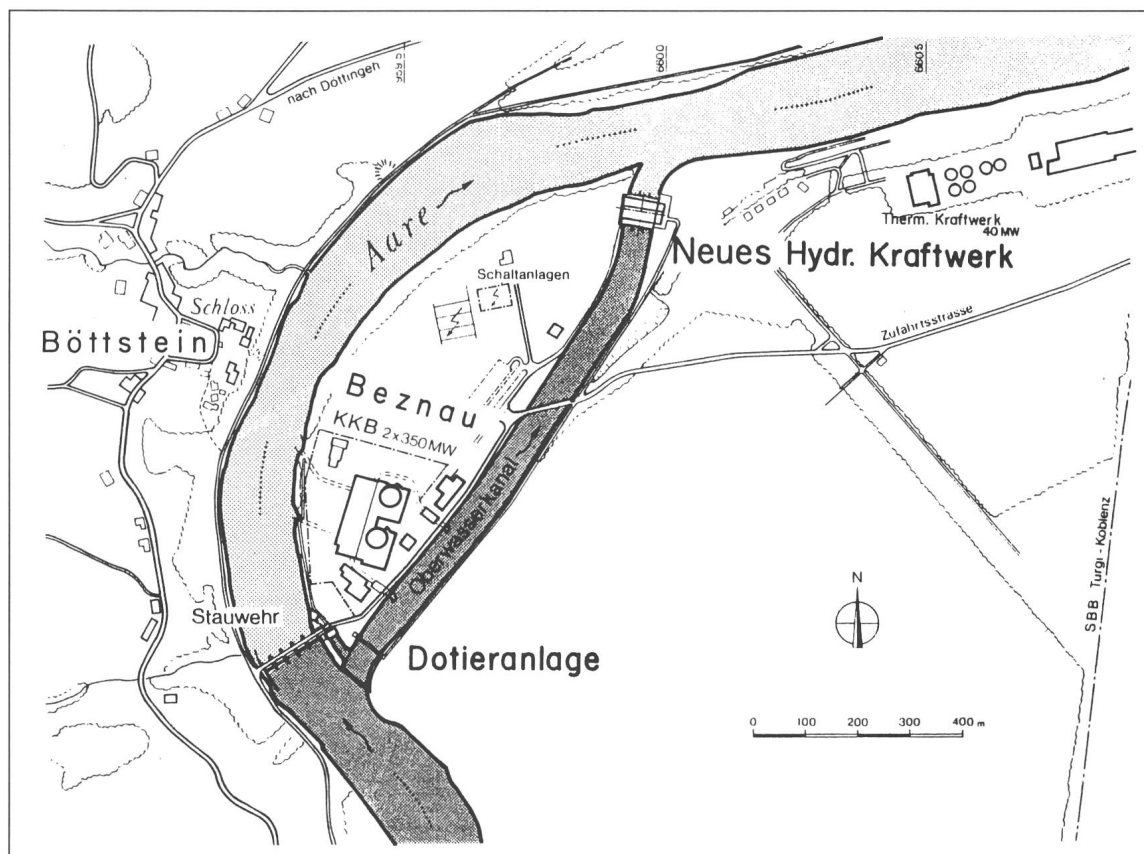 nach Döttingen
660.0
660.5
Aare
Therm. Kraftwerk
40 MW
Neues Hydr. Kraftwerk
Schaltanlagen
Schloss
Böttstein
Zufahrtsstrasse
Beznau
KKB 2x350 MW
Oberwasserkanal
SBB Turgi - Koblenz
Stauwehr
N
Dotieranlage
0 100 200 300 400 m